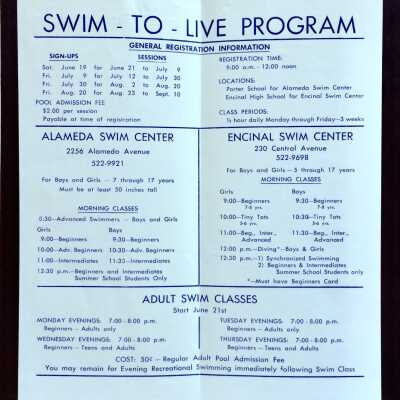 SWIM - TO - LIVE PROGRAM
GENERAL REGISTRATION INFORMATION
SIGN-UPS SESSIONS
Sat. June 19 for June 21 to July 9
Fri. July 9 for July 12 to July 30
Fri. July 30 for Aug. 2 to Aug. 20
Fri. Aug. 20 for Aug. 23 to Sept. 10
POOL ADMISSION FEE
$2.00 per session
Payable at time of registration
REGISTRATION TIME:
9:00 a.m. - 12:00 noon
LOCATIONS:
Porter School for Alameda Swim Center
Encinal High School for Encinal Swim Center
CLASS PERIODS:
½ hour daily Monday through Friday-3 weeks
ALAMEDA SWIM CENTER
2256 Alameda Avenue
522-9921
For Boys and Girls - 7 through 17 years
Must be at least 50 inches tall
MORNING CLASSES
8:30-Advanced Swimmers - Boys and Girls
Girls Boys
9:00-Beginners 9:30-Beginners
10:00-Adv. Beginners 10:30-Adv. Beginners
11:00-Intermediates 11:30-Intermediates
12:30 p.m.-Beginners and Intermediates
Summer School Students Only
ENCINAL SWIM CENTER
230 Central Avenue
522-9698
For Boys and Girls-5 through 17 years
MORNING CLASSES
Girls Boys
9:00-Beginners 9:30-Beginners
7-8 yrs. 7-8 yrs.
10:00-Tiny Tots 10:30-Tiny Tots
5-6 yrs. 5-6 yrs.
11:00-Beg., Inter., 11:30-Beg., Inter.,
Advanced Advanced
12:00 p.m.-Diving*-Boys & Girls
12:30 p.m.-1) Synchronized Swimming
2) Beginners & Intermediates
Summer School Students only
*-Must have Beginners Card
ADULT SWIM CLASSES
Start June 21st
MONDAY EVENINGS: 7:00 - 8:00 p.m.
Beginners - Adults only
WEDNESDAY EVENINGS: 7:00 - 8:00 p.m.
Beginners - Teens and Adults
TUESDAY EVENINGS: 7:00 - 8:00 p.m.
Beginners - Adults only
THURSDAY EVENINGS: 7:00 - 8:00 p.m.
Beginners - Teens and Adults
COST: 50¢ - Regular Adult Pool Admission Fee
You may remain for Evening Recreational Swimming immediately following Swim Class